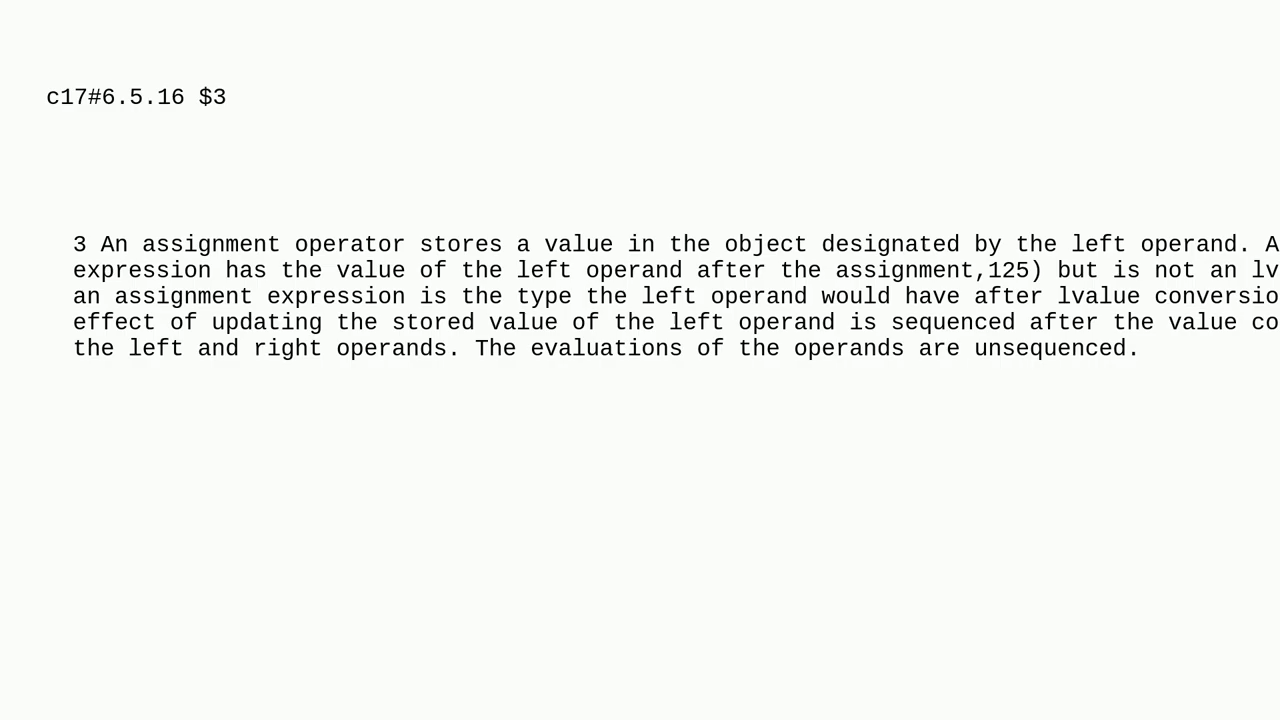 c17#6.5.16 $3
3 An assignment operator stores a value in the object designated by the left operand. A
expression has the value of the left operand after the assignment,125) but is not an lv
an assignment expression is the type the left operand would have after lvalue conversio
effect of updating the stored value of the left operand is sequenced after the value co
the left and right operands. The evaluations of the operands are unsequenced.